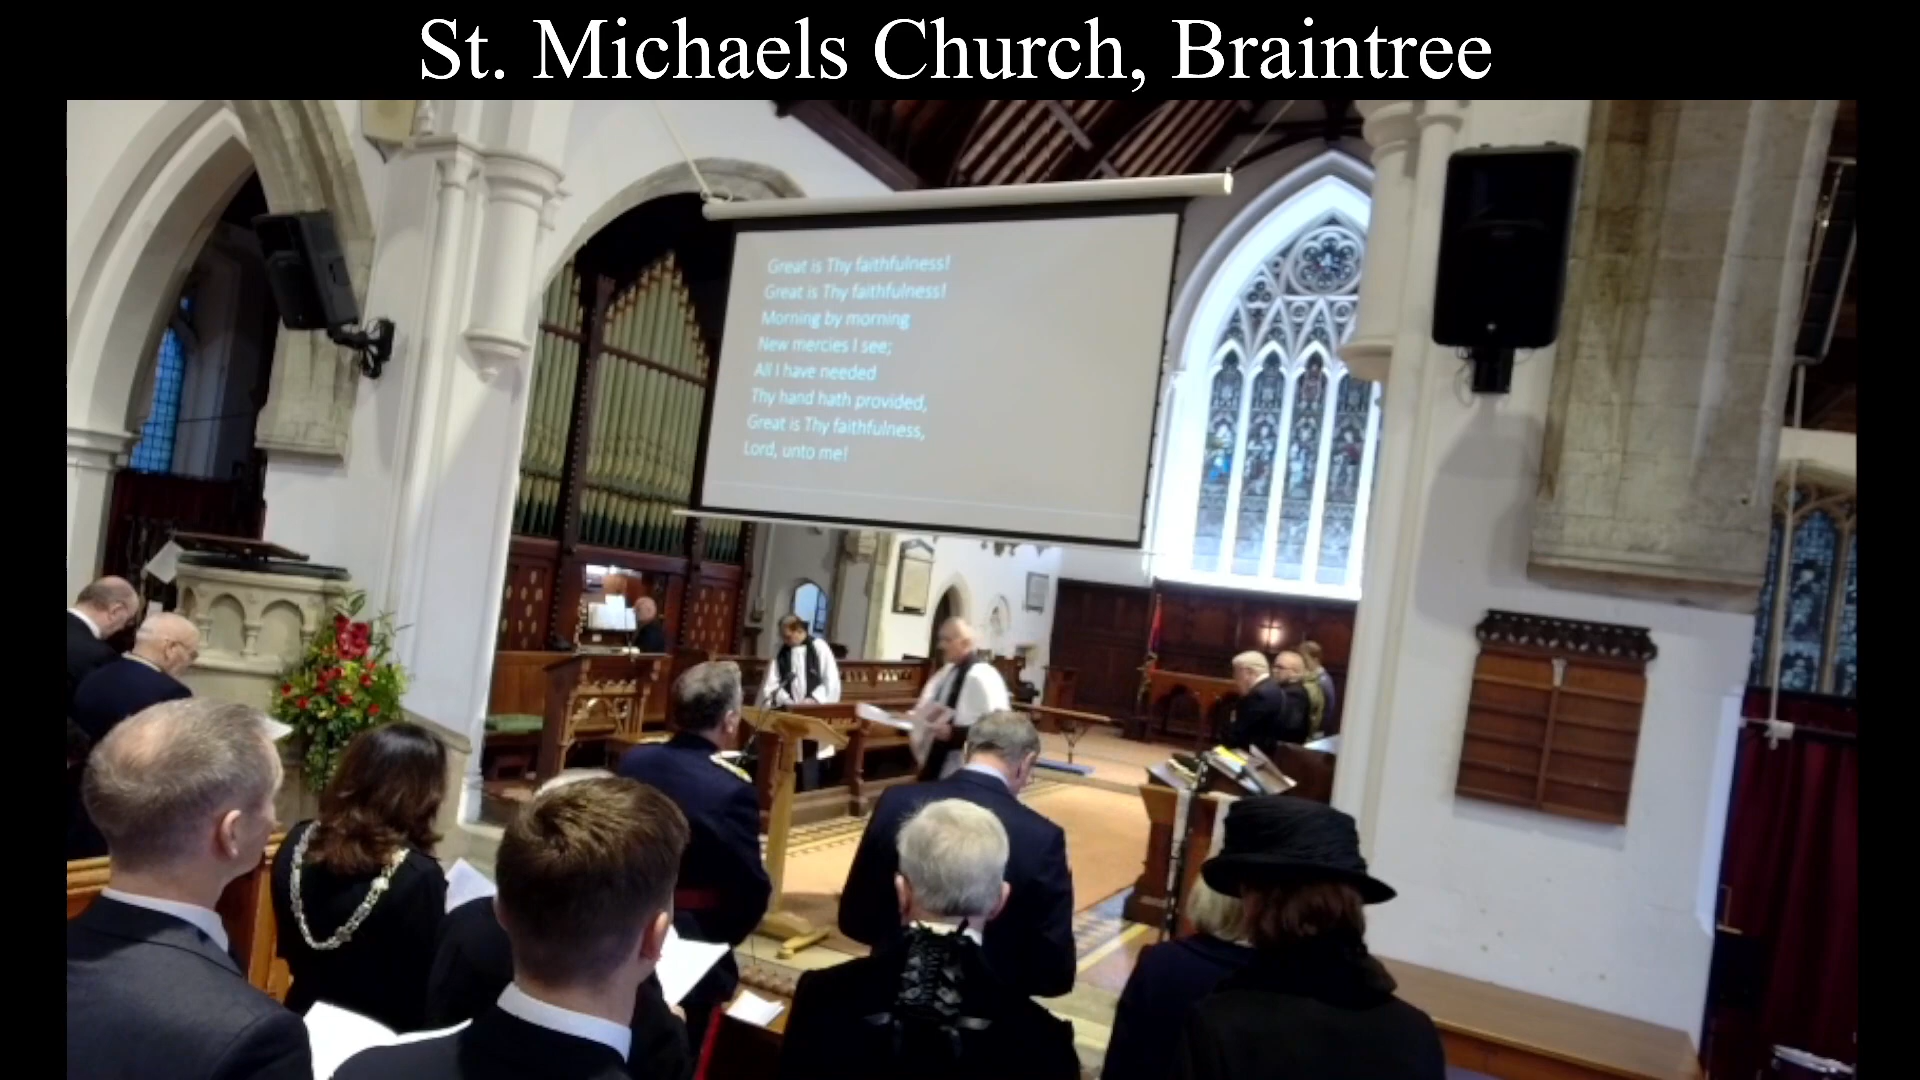 St. Michaels Church, Braintree
Great is Thy faithfulness!
Great is Thy faithfulness!
Morning by morning
New mercies I see;
All I have needed
Thy hand hath provided,
Great is Thy faithfulness,
Lord, unto me!